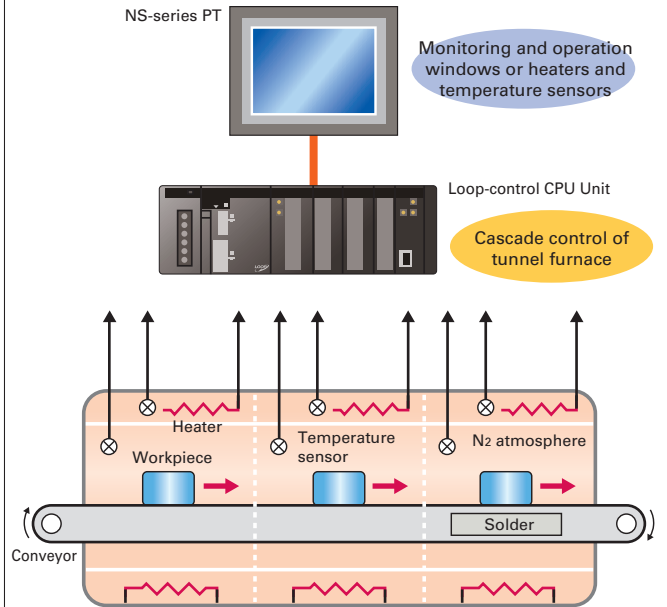 NS-series PT
Monitoring and operation
windows or heaters and
temperature sensors
Loop-control CPU Unit
Cascade control of
tunnel furnace
LOOP
Heater
Temperature
sensor
N2 atmosphere
Workpiece
Solder
Conveyor